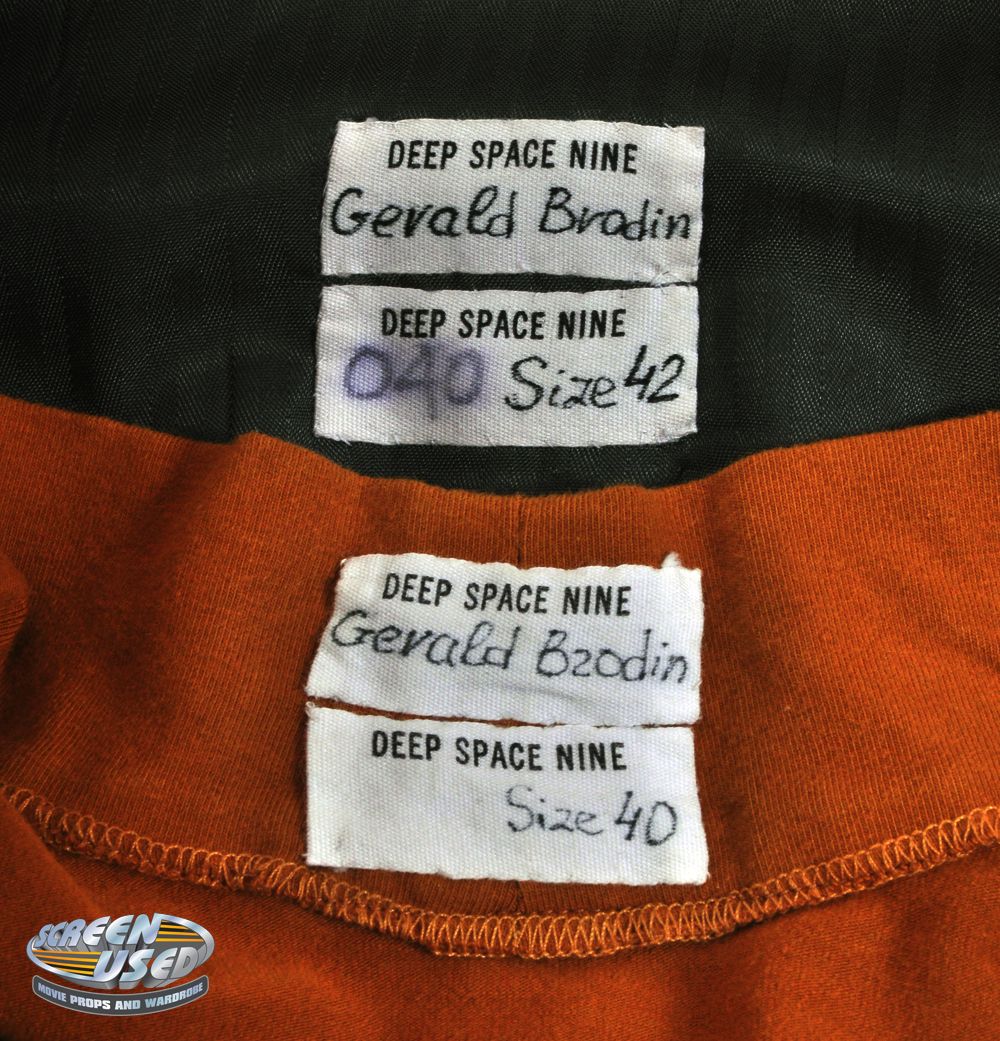 DEEP SPACE NINE
Gerald Brodin
DEEP SPACE NINE
040 Size 42
DEEP SPACE NINE
Gerald Brodin
DEEP SPACE NINE
Size 40
SCREEN
USED
MOVIE PROPS AND WARDROBE